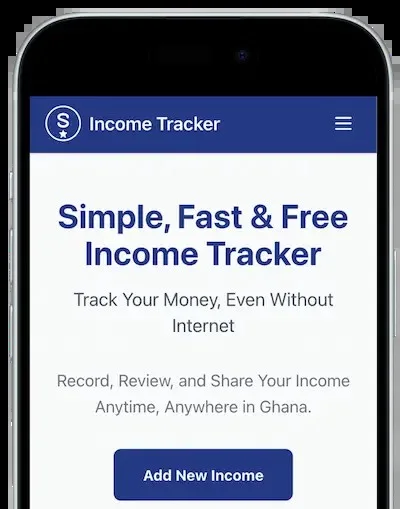 S
Income Tracker
Simple, Fast & Free
Income Tracker
Track Your Money, Even Without
Internet
Record, Review, and Share Your Income
Anytime, Anywhere in Ghana.
Add New Income